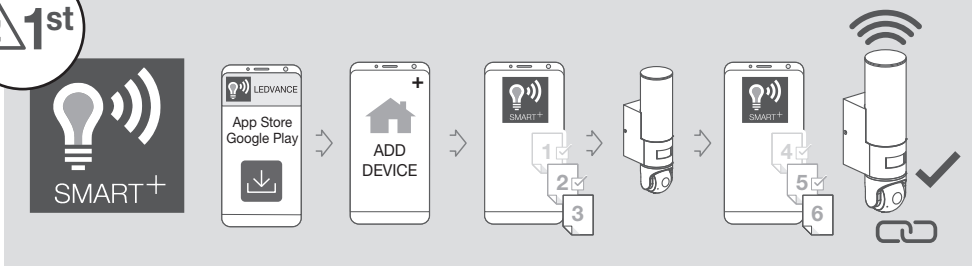 1st
SMART+
LEDVANCE
App Store
Google Play
+
ADD
DEVICE
SMART+
1
2
3
SMART+
4
5
6